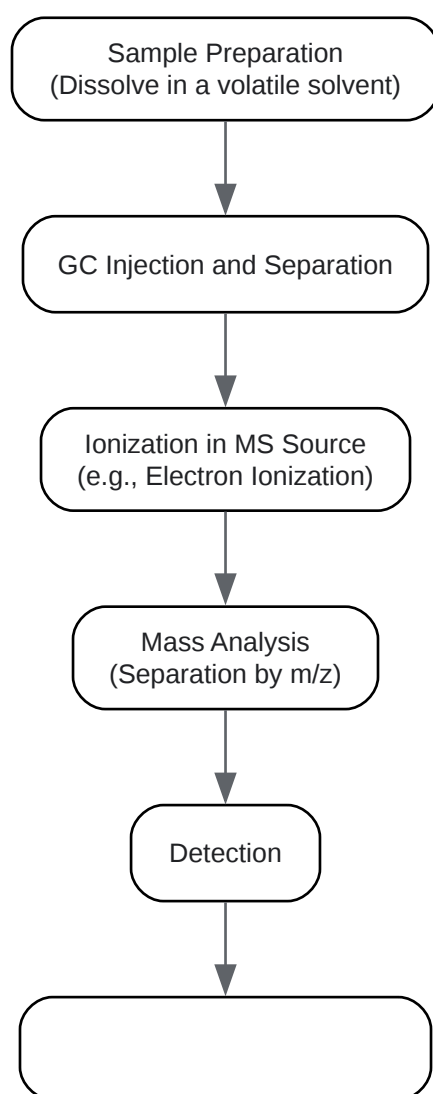 Sample Preparation
(Dissolve in a volatile solvent)
GC Injection and Separation
Ionization in MS Source
(e.g., Electron Ionization)
Mass Analysis
(Separation by m/z)
Detection